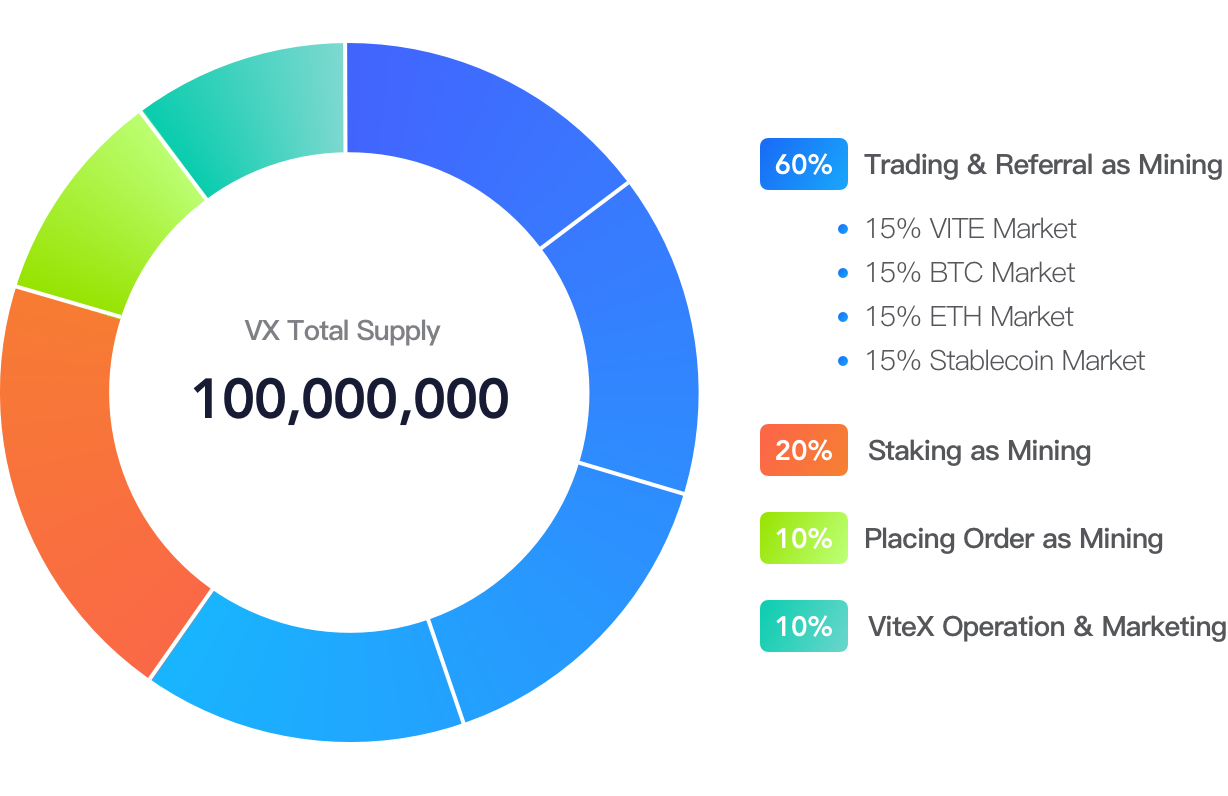 VX Total Supply
100,000,000
60% Trading & Referral as Mining
15% VITE Market
15% BTC Market
15% ETH Market
15% Stablecoin Market
20% Staking as Mining
10% Placing Order as Mining
10% ViteX Operation & Marketing